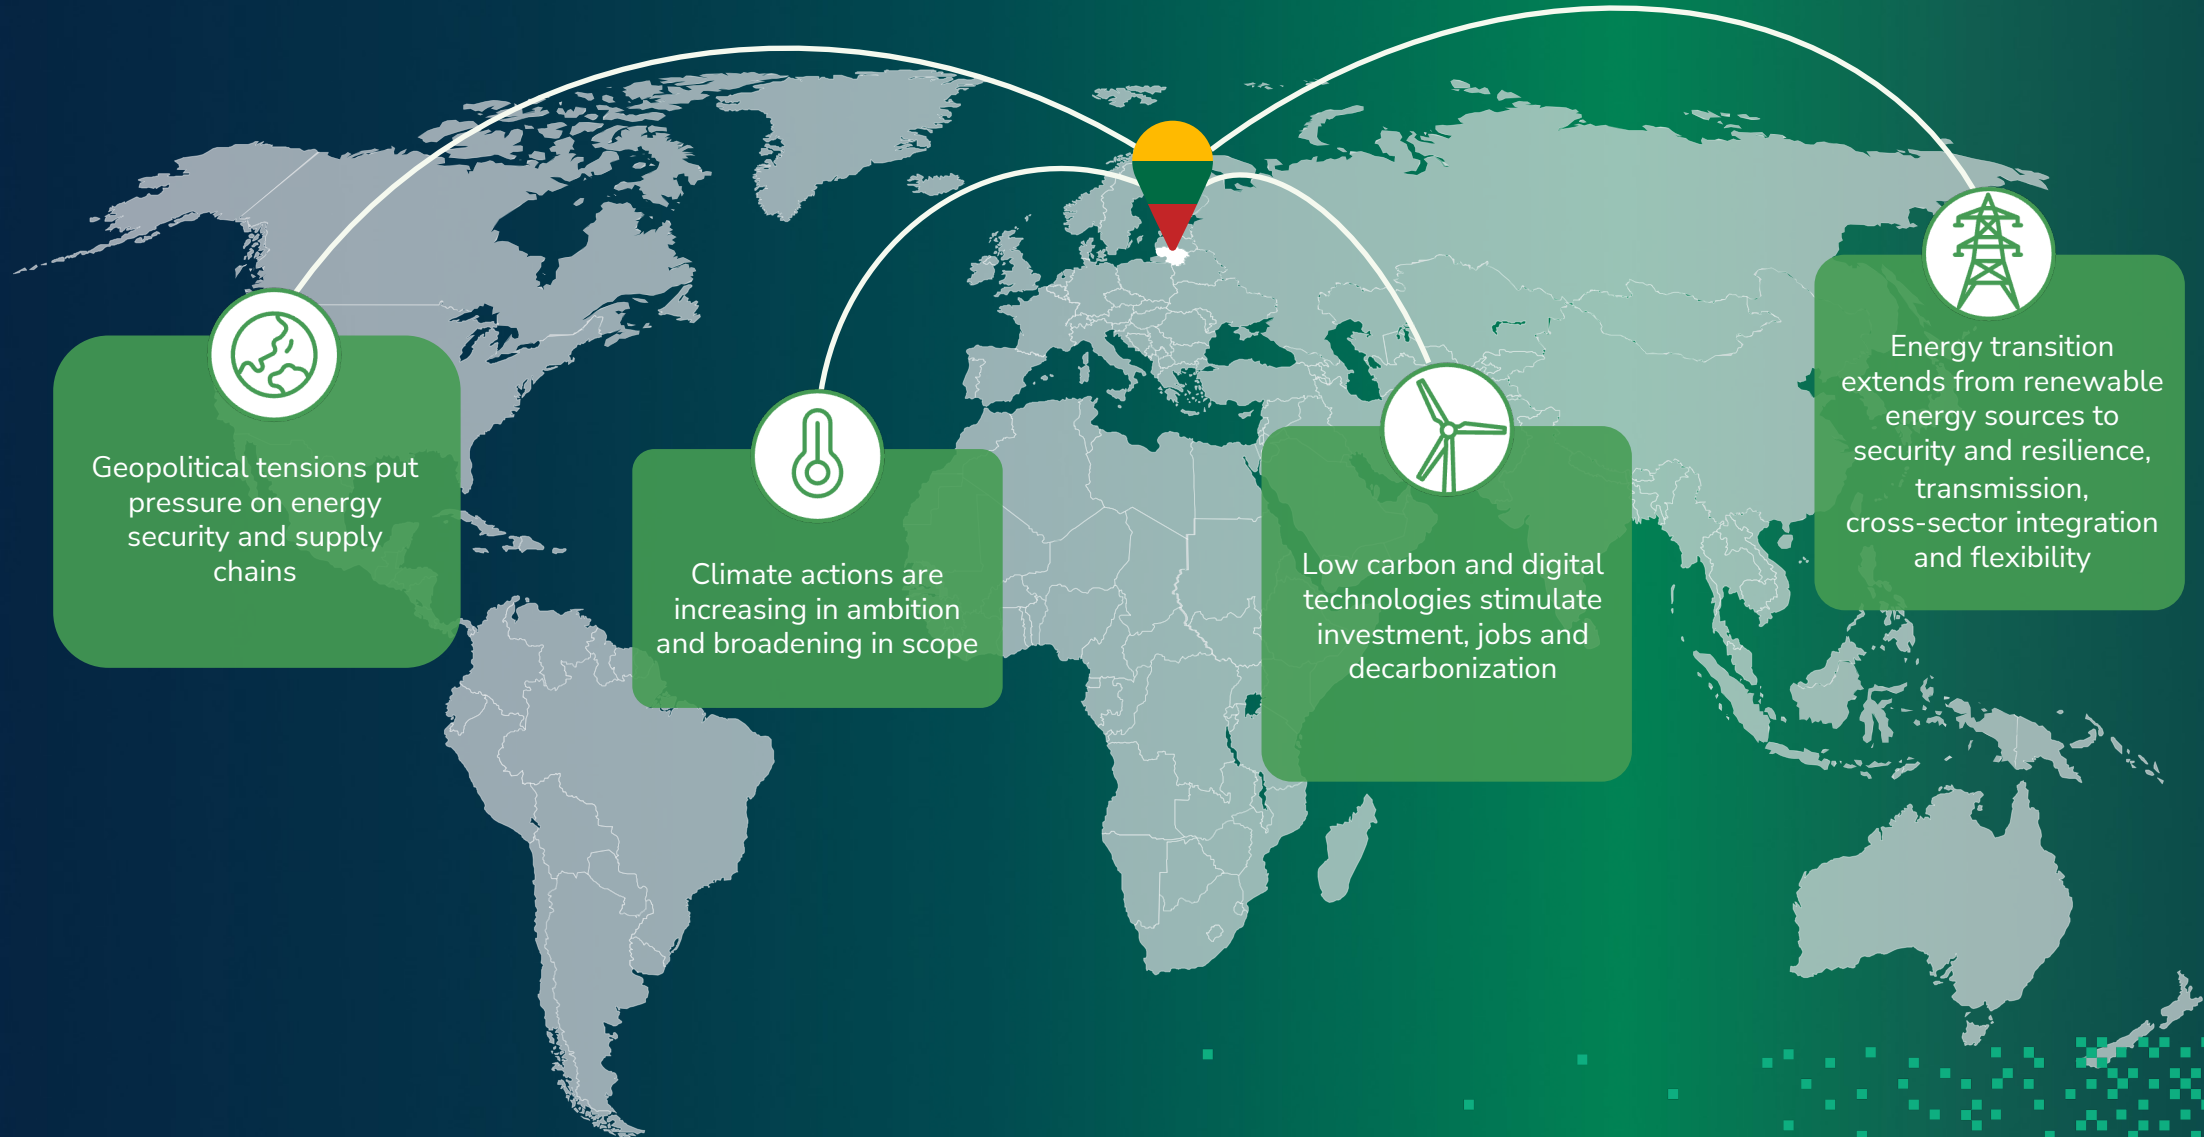 Geopolitical tensions put
pressure on energy
security and supply
chains
Climate actions are
increasing in ambition
and broadening in scope
Low carbon and digital
technologies stimulate
investment, jobs and
decarbonization
Energy transition
extends from renewable
energy sources to
security and resilience,
transmission,
cross-sector integration
and flexibility